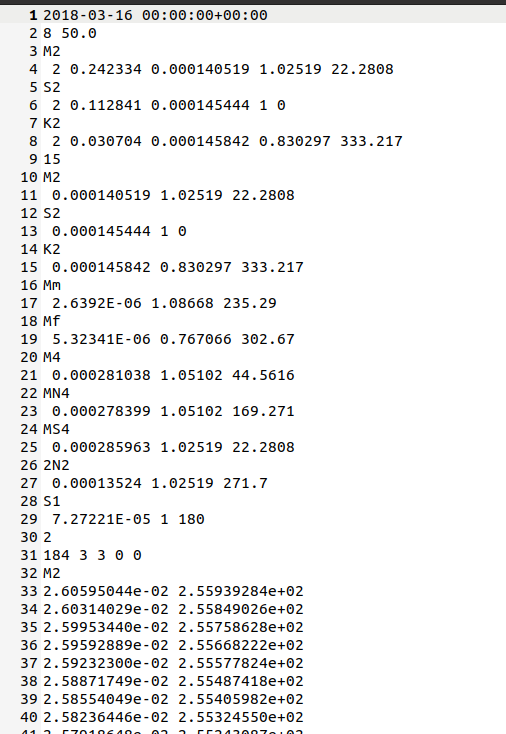 1 2018-03-16 00:00:00+00:00
2 8 50.0
3 M2
4 2 0.242334 0.000140519 1.02519 22.2808
5 S2
6 2 0.112841 0.000145444 1 0
7 K2
8 2 0.030704 0.000145842 0.830297 333.217
9 15
10 M2
11 0.000140519 1.02519 22.2808
12 S2
13 0.000145444 1 0
14 K2
15 0.000145842 0.830297 333.217
16 Mm
17 2.6392E-06 1.08668 235.29
18 Mf
19 5.32341E-06 0.767066 302.67
20 M4
21 0.000281038 1.05102 44.5616
22 MN4
23 0.000278399 1.05102 169.271
24 MS4
25 0.000285963 1.02519 22.2808
26 2N2
27 0.00013524 1.02519 271.7
28 S1
29 7.27221E-05 1 180
30 2
31 184 3 3 0 0
32 M2
33 2.60595044e-02 2.55939284e+02
34 2.60314029e-02 2.55849026e+02
35 2.59953440e-02 2.55758628e+02
36 2.59592889e-02 2.55668222e+02
37 2.59232300e-02 2.55577824e+02
38 2.58871749e-02 2.55487418e+02
39 2.58554049e-02 2.55405982e+02
40 2.58236446e-02 2.55324550e+02